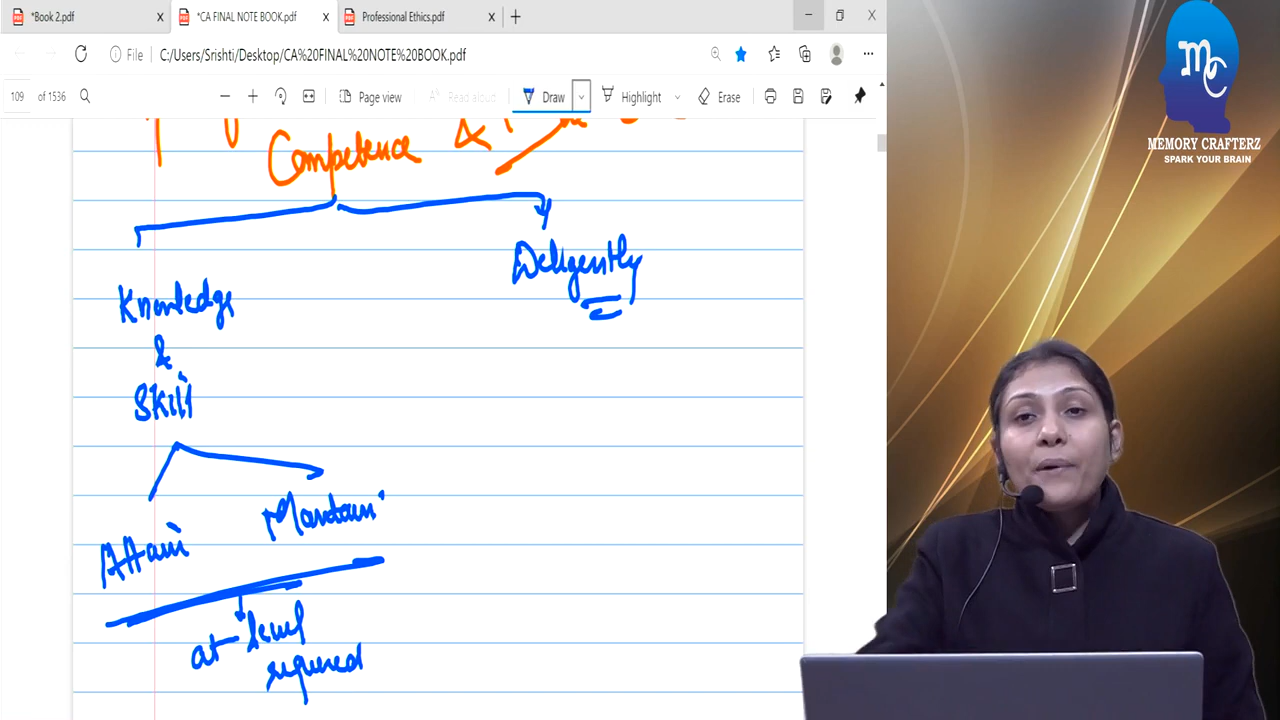 *Book 2.pdf
*CA FINAL NOTE BOOK.pdf
Professional Ethics.pdf
File
C:/Users/Srishti/Desktop/CA%20FINAL%20NOTE%20BOOK.pdf
109 of 1536
Page view
Read aloud
Draw
Highlight
Erase
MC
MEMORY CRAFTERZ
SPARK YOUR BRAIN
Competence &
Deligently
Knowledge
&
Skill
Attain
Maintain
at level
required